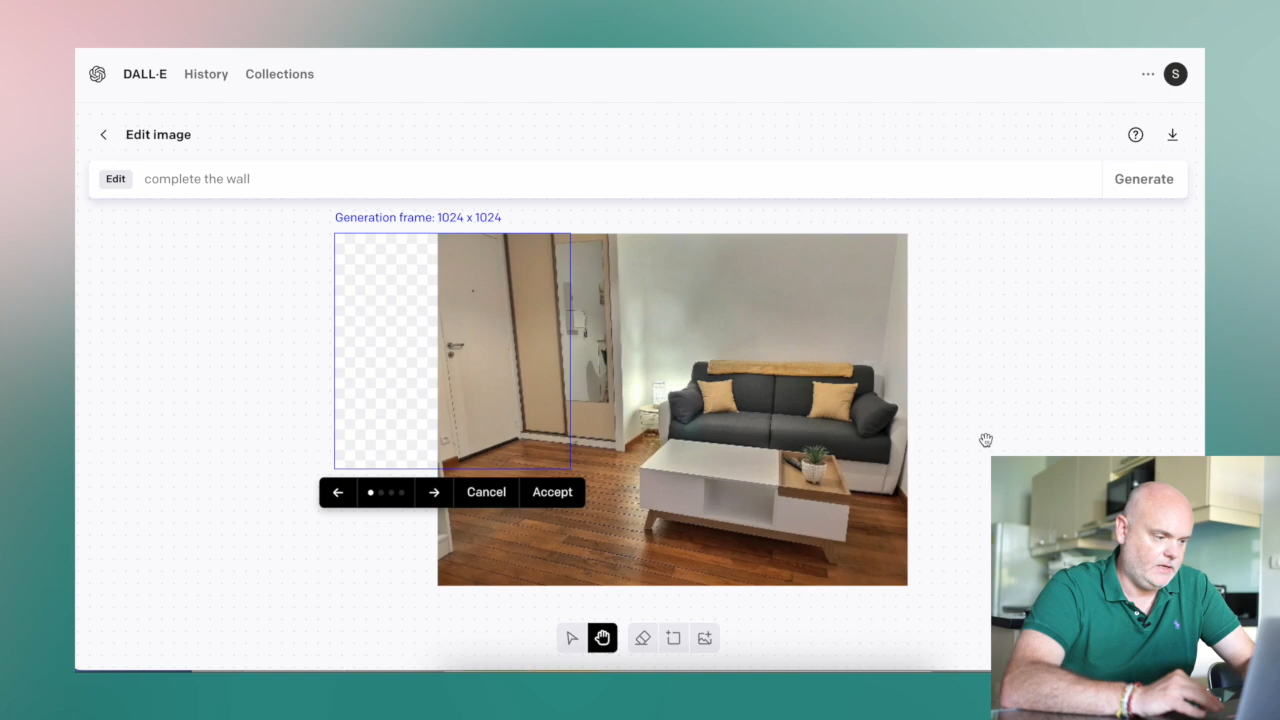 DALL·E History Collections
S
Edit image
Edit complete the wall Generate
Generation frame: 1024 x 1024
Cancel Accept